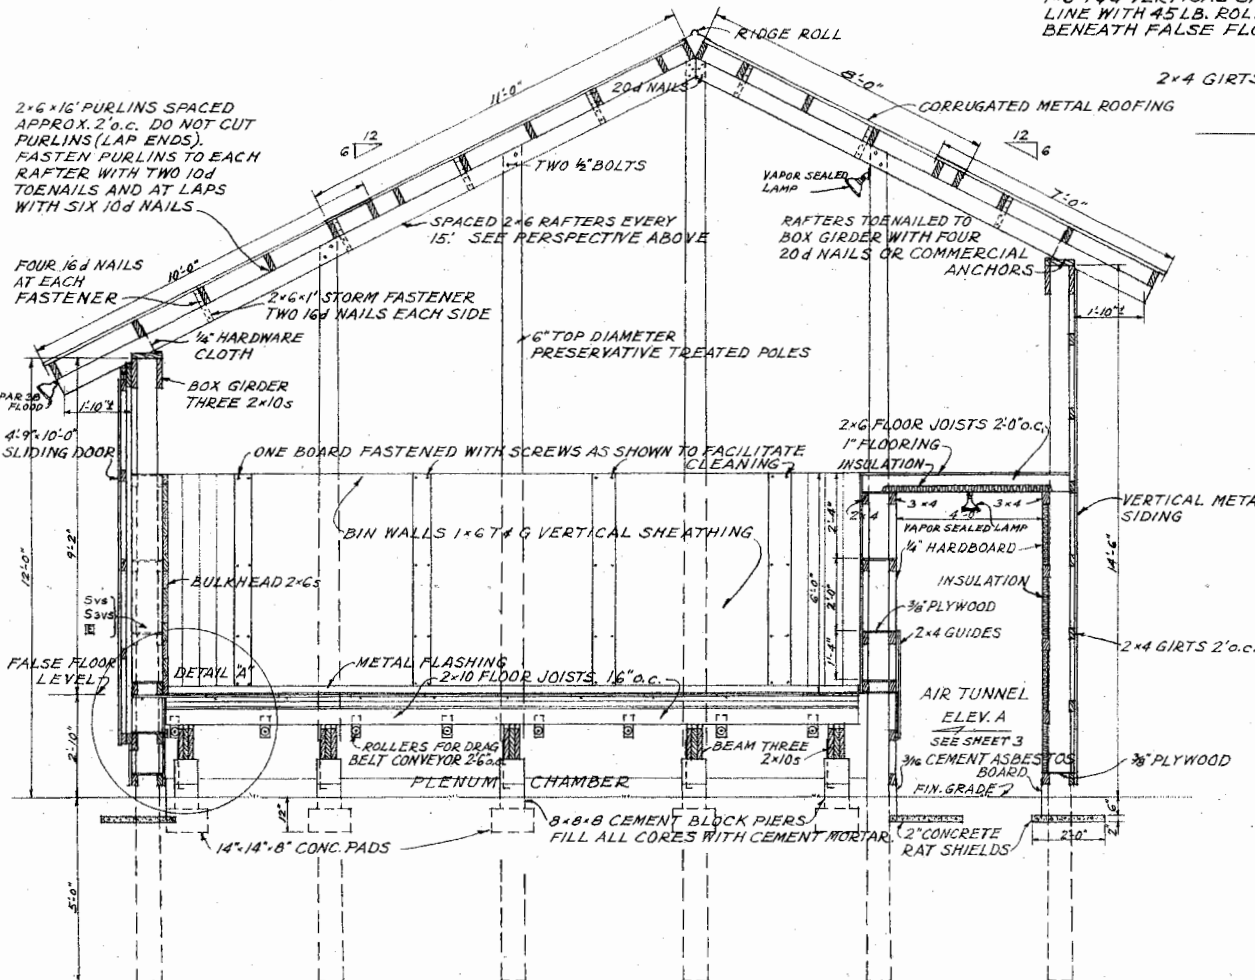 LINE WITH 45 LB. ROL
BENEATH FALSE FLO
2×4 GIRTS
RIDGE ROLL
11'-0"
8'-0"
20d NAILS
CORRUGATED METAL ROOFING
2×6×16' PURLINS SPACED
APPROX. 2' o.c. DO NOT CUT
PURLINS (LAP ENDS).
FASTEN PURLINS TO EACH
RAFTER WITH TWO 10d
TOENAILS AND AT LAPS
WITH SIX 10d NAILS
12
6
12
6
TWO ½" BOLTS
VAPOR SEALED
LAMP
7'-0"
SPACED 2×6 RAFTERS EVERY
15'. SEE PERSPECTIVE ABOVE
RAFTERS TOENAILED TO
BOX GIRDER WITH FOUR
20d NAILS OR COMMERCIAL
ANCHORS
FOUR 16d NAILS
AT EACH
FASTENER
10'-0"
2×6×1' STORM FASTENER
TWO 16d NAILS EACH SIDE
1'-10"±
¼" HARDWARE
CLOTH
6" TOP DIAMETER
PRESERVATIVE TREATED POLES
BOX GIRDER
THREE 2×10s
PAR 38
FLOOD
1'-10"±
4'-9"×10'-0"
SLIDING DOOR
2×6 FLOOR JOISTS 2'-0" o.c.
1" FLOORING
INSULATION
ONE BOARD FASTENED WITH SCREWS AS SHOWN TO FACILITATE
CLEANING
3×4
4'-0"
3×4
2×4
VAPOR SEALED LAMP
VERTICAL META
SIDING
BIN WALLS 1×6 T&G VERTICAL SHEATHING
2'-4"
¼" HARDBOARD
12'-0"
9'-2"
BULKHEAD 2×6s
6'-0"
2'-0"
INSULATION
14'-6"
⅜" PLYWOOD
SVS
S3VS
2×4 GUIDES
1'-4"
2×4 GIRTS 2' o.c.
FALSE FLOOR
LEVEL
DETAIL "A"
METAL FLASHING
2×10 FLOOR JOISTS, 16" o.c.
AIR TUNNEL
ELEV. A
SEE SHEET 3
2'-10"
ROLLERS FOR DRAG
BELT CONVEYOR 2'-6" o.c.
BEAM THREE
2×10s
3/16 CEMENT ASBESTOS
BOARD
⅜" PLYWOOD
PLENUM CHAMBER
FIN. GRADE
12"
8×8×8 CEMENT BLOCK PIERS
FILL ALL CORES WITH CEMENT MORTAR.
6"
2"
14"×14"×8" CONC. PADS
2" CONCRETE
RAT SHIELDS
2'-0"
5'-0"